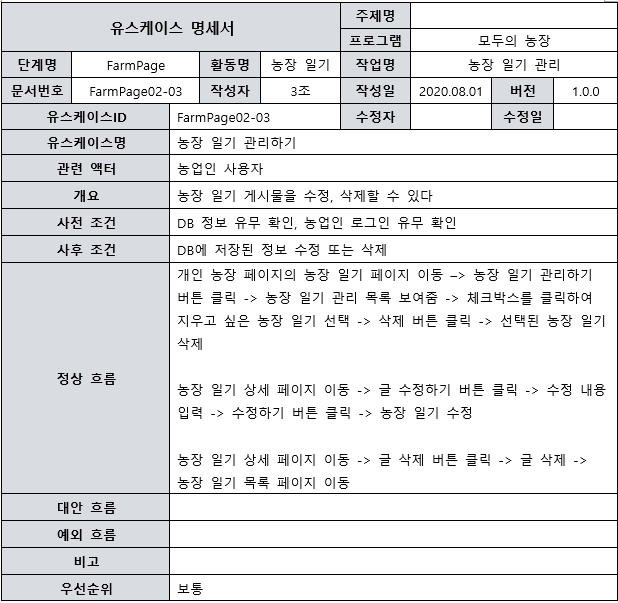 유스케이스 명세서
주제명
프로그램 모두의 농장
단계명 FarmPage 활동명 농장 일기 작업명 농장 일기 관리
문서번호 FarmPage02-03 작성자 3조 작성일 2020.08.01 버전 1.0.0
유스케이스ID FarmPage02-03 수정자 수정일
유스케이스명 농장 일기 관리하기
관련 액터 농업인 사용자
개요 농장 일기 게시물을 수정, 삭제할 수 있다
사전 조건 DB 정보 유무 확인, 농업인 로그인 유무 확인
사후 조건 DB에 저장된 정보 수정 또는 삭제
정상 흐름
개인 농장 페이지의 농장 일기 페이지 이동 –> 농장 일기 관리하기
버튼 클릭 -> 농장 일기 관리 목록 보여줌 -> 체크박스를 클릭하여
지우고 싶은 농장 일기 선택 -> 삭제 버튼 클릭 -> 선택된 농장 일기
삭제
농장 일기 상세 페이지 이동 -> 글 수정하기 버튼 클릭 -> 수정 내용
입력 -> 수정하기 버튼 클릭 -> 농장 일기 수정
농장 일기 상세 페이지 이동 -> 글 삭제 버튼 클릭 -> 글 삭제 ->
농장 일기 목록 페이지 이동
대안 흐름
예외 흐름
비고
우선순위 보통